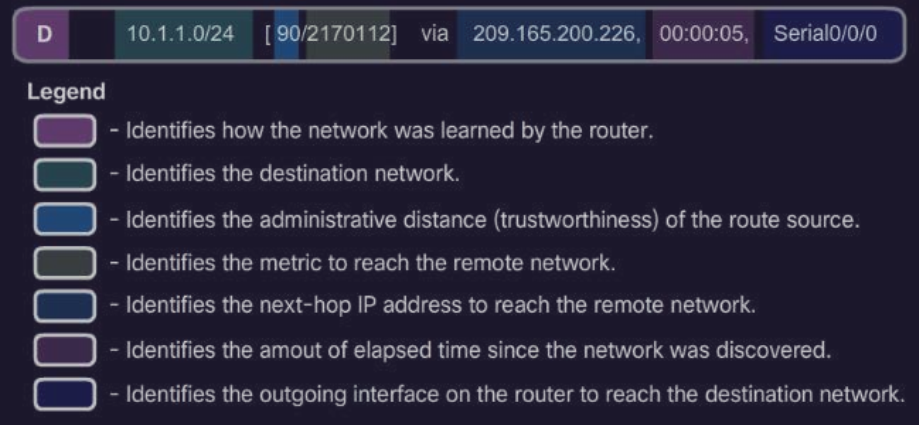 D 10.1.1.0/24 [ 90/2170112] via 209.165.200.226, 00:00:05, Serial0/0/0
Legend
- Identifies how the network was learned by the router.
- Identifies the destination network.
- Identifies the administrative distance (trustworthiness) of the route source.
- Identifies the metric to reach the remote network.
- Identifies the next-hop IP address to reach the remote network.
- Identifies the amout of elapsed time since the network was discovered.
- Identifies the outgoing interface on the router to reach the destination network.